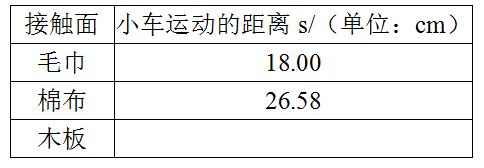 接触面 小车运动的距离 s/（单位：cm）
毛巾 18.00
棉布 26.58
木板